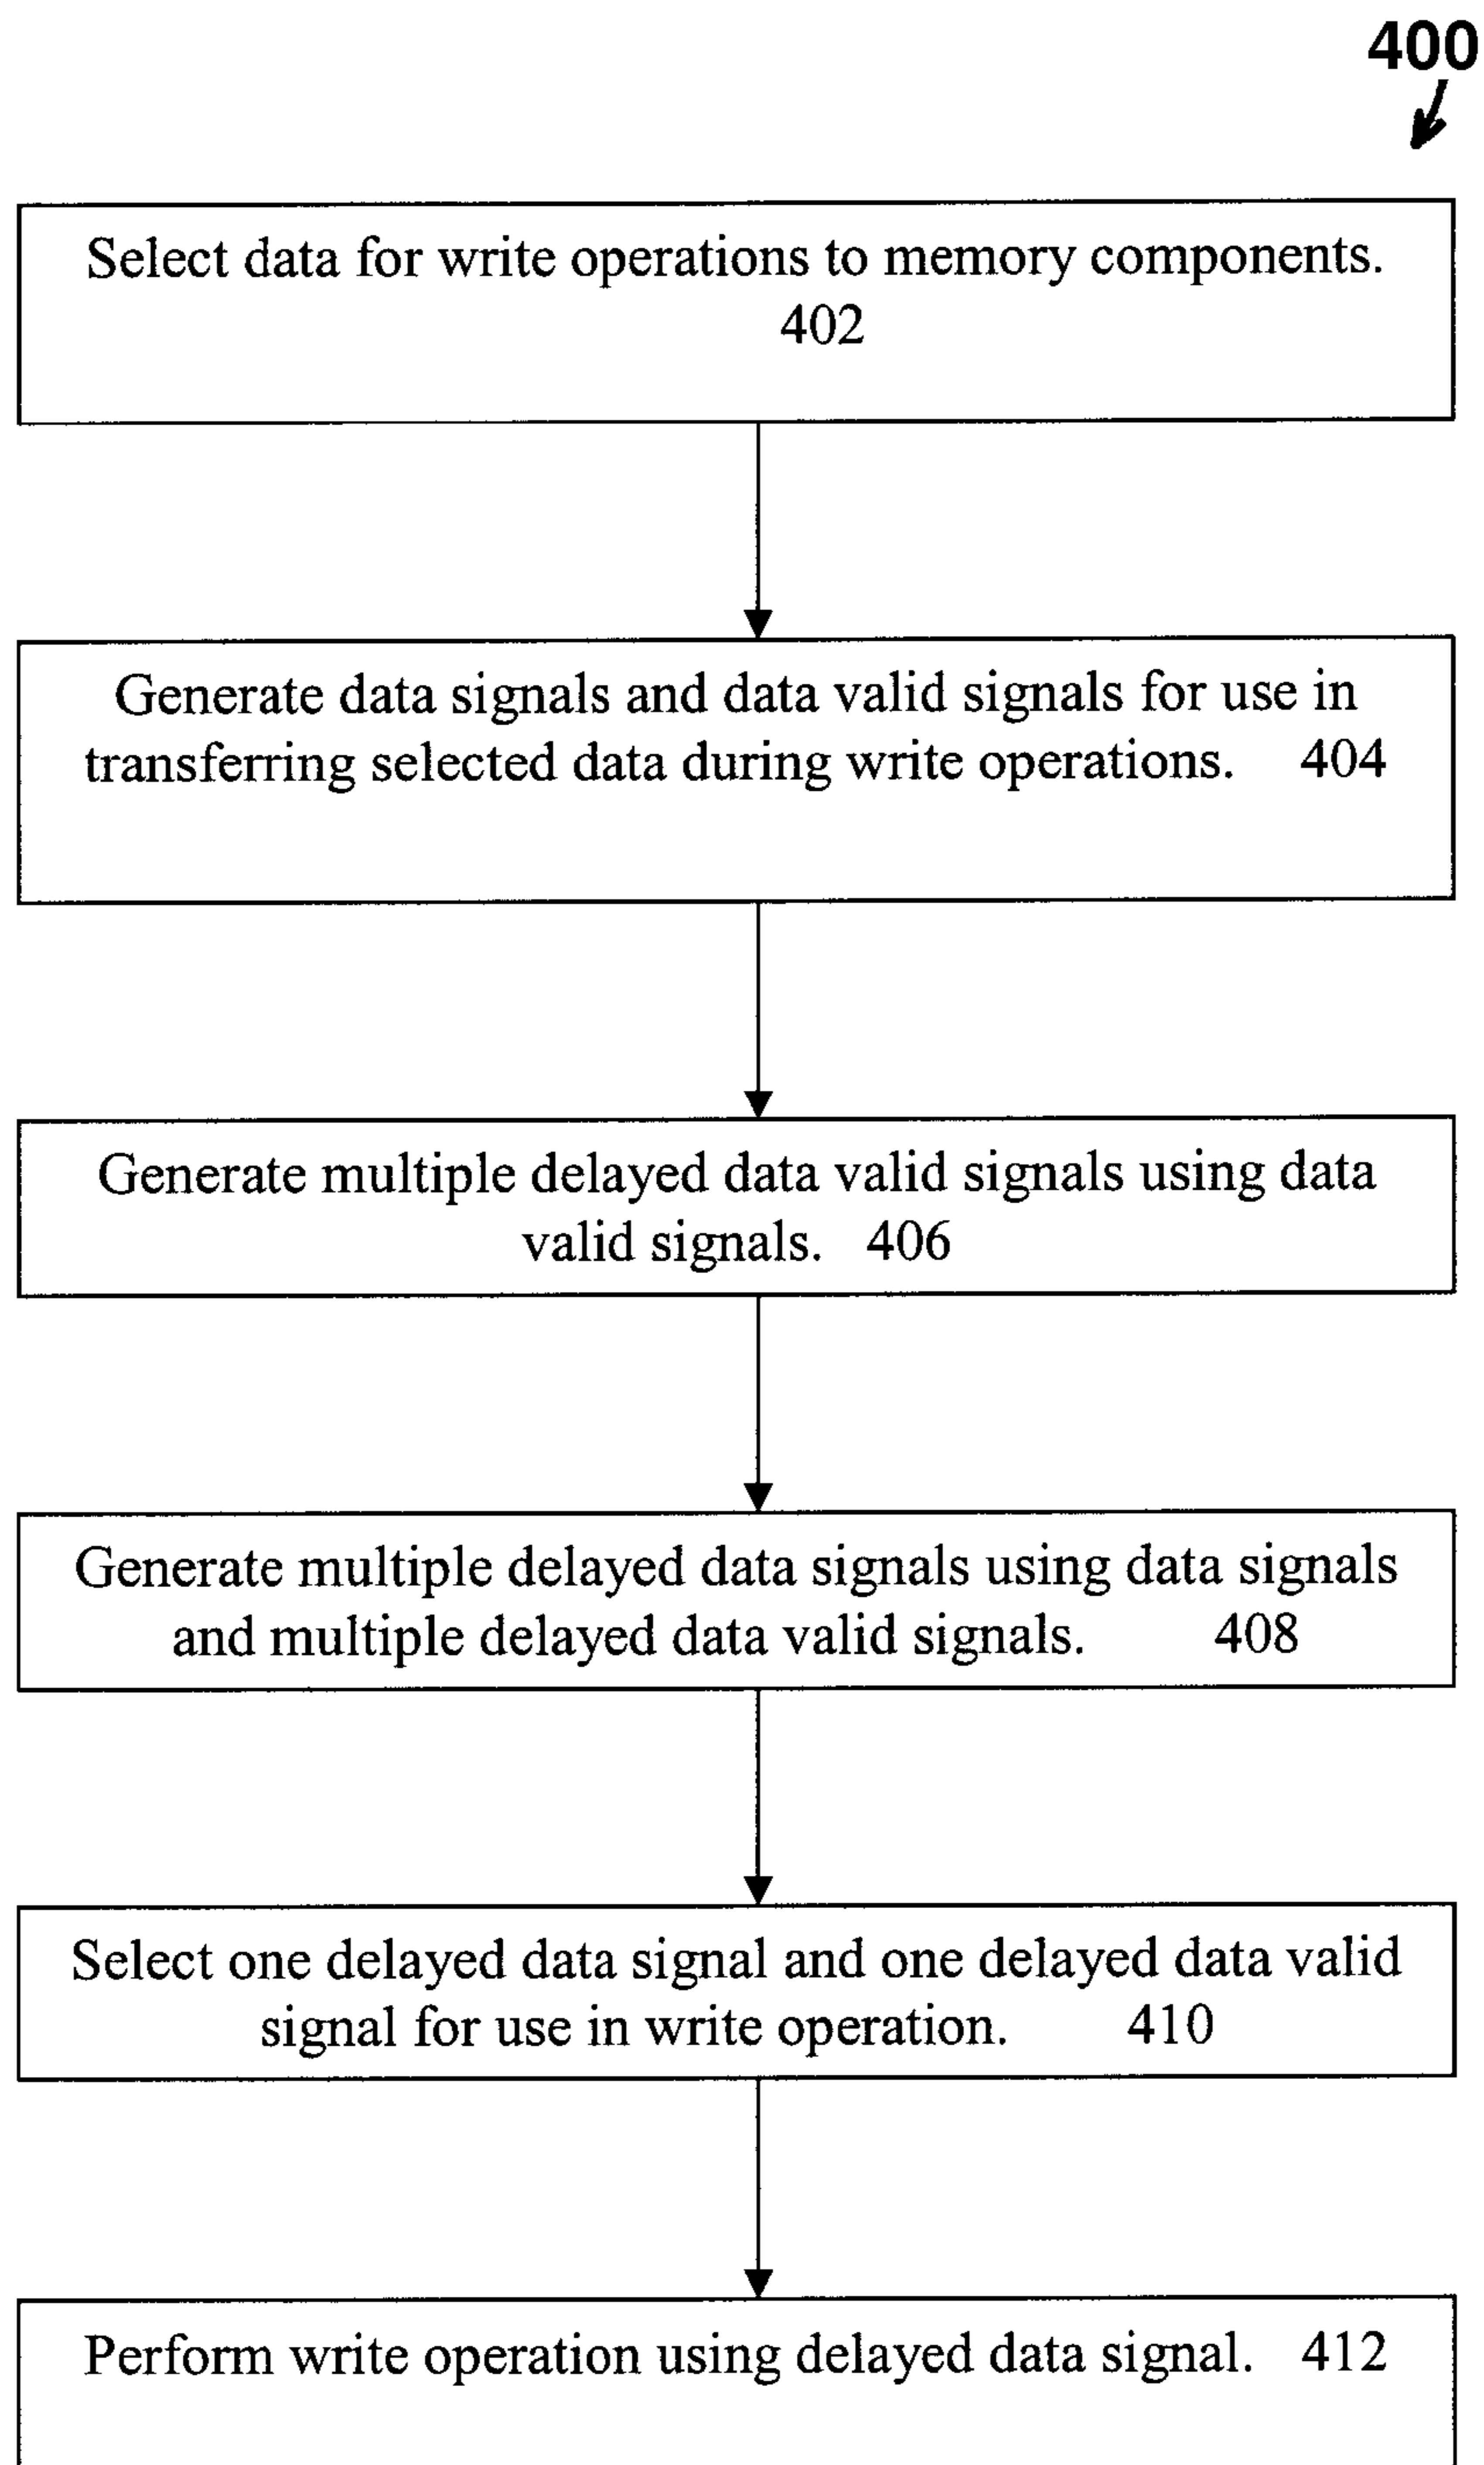 400
Select data for write operations to memory components.
402
Generate data signals and data valid signals for use in
transferring selected data during write operations. 404
Generate multiple delayed data valid signals using data
valid signals. 406
Generate multiple delayed data signals using data signals
and multiple delayed data valid signals. 408
Select one delayed data signal and one delayed data valid
signal for use in write operation. 410
Perform write operation using delayed data signal. 412